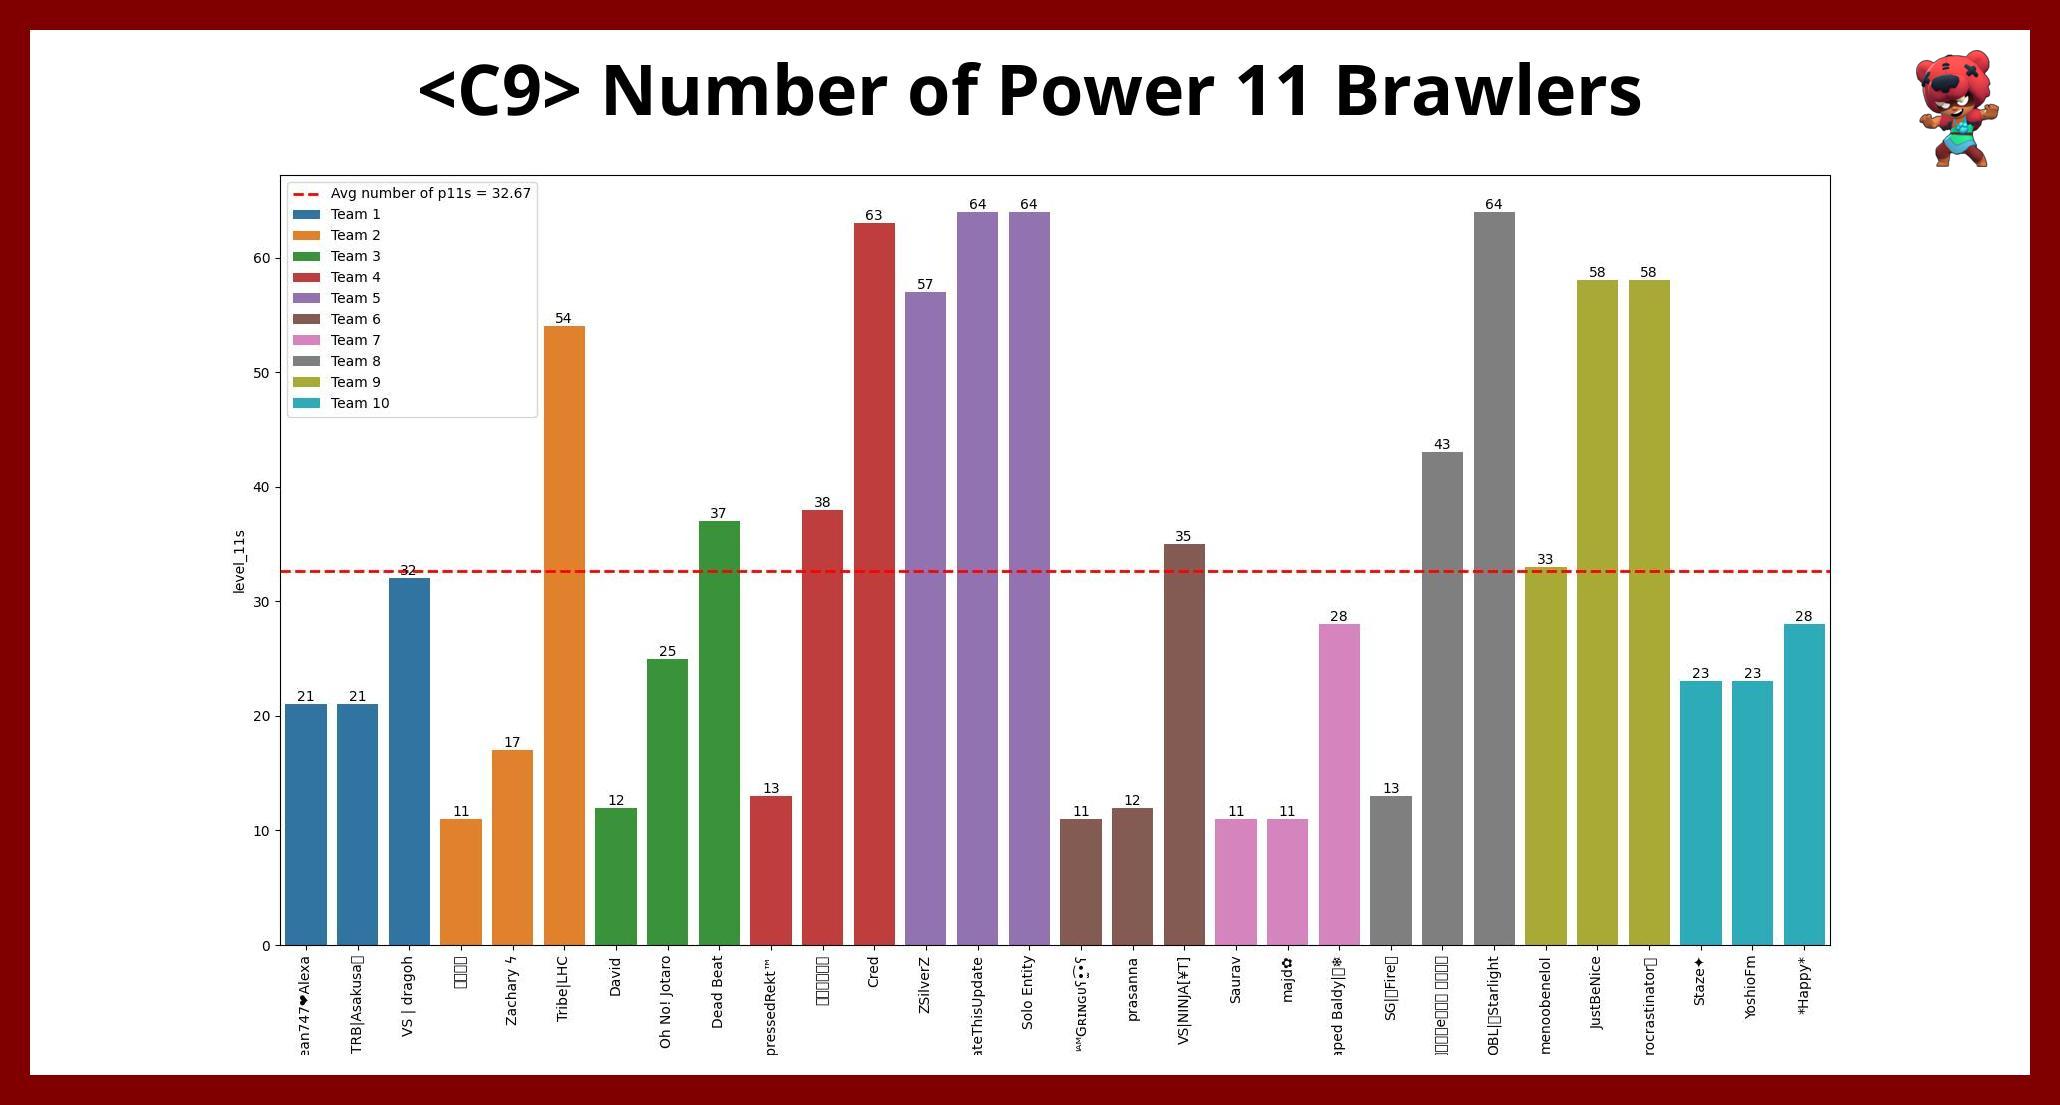 <C9> Number of Power 11 Brawlers
Avg number of p11s = 32.67
Team 1
Team 2
Team 3
Team 4
Team 5
Team 6
Team 7
Team 8
Team 9
Team 10
level_11s
60
50
40
30
20
10
0
21
21
32
11
17
54
12
25
37
13
38
63
57
64
64
11
12
35
11
11
28
13
43
64
33
58
58
23
23
28
ean747❤Alexa
TRB|Asakusa
VS | dragoh
Zachary ϟ
Tribe|LHC
David
Oh No! Jotaro
Dead Beat
pressedRekt™
Cred
ZSilverZ
ateThisUpdate
Solo Entity
prasanna
VS|NINJA[¥T]
Saurav
majd✿
aped Baldy|❄
SG|Fire
OBL|Starlight
menoobenelol
JustBeNice
rocrastinator
Staze✦
YoshioFm
*Happy*